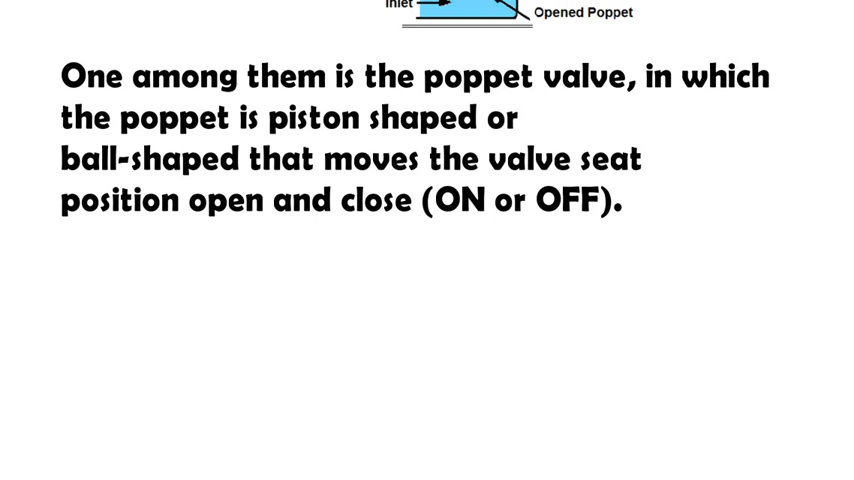 Inlet
Opened Poppet
One among them is the poppet valve, in which
the poppet is piston shaped or
ball-shaped that moves the valve seat
position open and close (ON or OFF).